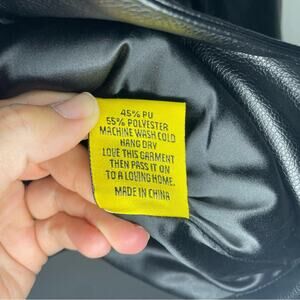 45% PU
55% POLYESTER
MACHINE WASH COLD
HANG DRY
LOVE THIS GARMENT
THEN PASS IT ON
TO A LOVING HOME.
MADE IN CHINA